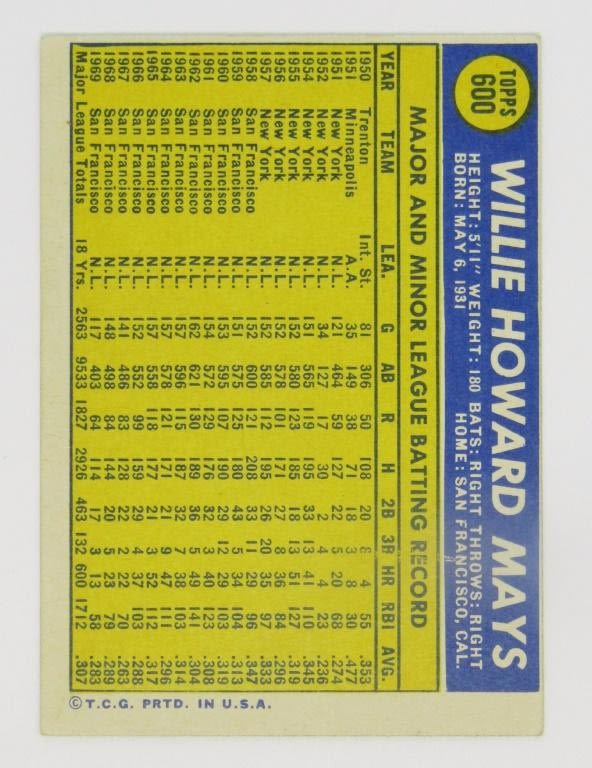 TOPPS
600
WILLIE HOWARD MAYS
HEIGHT: 5'11" WEIGHT: 180 BATS: RIGHT THROWS: RIGHT
BORN: MAY 6, 1931 HOME: SAN FRANCISCO, CAL.
MAJOR AND MINOR LEAGUE BATTING RECORD
YEAR TEAM LEA. G AB R H 2B 3B HR RBI AVG.
1950 Trenton Int. St. 81 306 50 108 20 8 4 55 .353
1951 Minneapolis A.A. 35 149 38 71 18 3 8 30 .477
1951 New York N.L. 121 464 59 127 22 5 20 68 .274
1952 New York N.L. 34 127 17 30 2 4 4 23 .236
1954 New York N.L. 151 565 119 195 33 13 41 110 .345
1955 New York N.L. 152 580 123 185 18 13 51 127 .319
1956 New York N.L. 152 578 101 171 27 8 36 84 .296
1957 New York N.L. 152 585 112 195 26 20 35 97 .333
1958 San Francisco N.L. 152 600 121 208 33 11 29 96 .347
1959 San Francisco N.L. 151 575 125 180 43 5 34 104 .313
1960 San Francisco N.L. 153 595 107 190 29 12 29 103 .319
1961 San Francisco N.L. 154 572 129 176 32 3 40 123 .308
1962 San Francisco N.L. 162 621 130 189 36 5 49 141 .304
1963 San Francisco N.L. 157 596 115 187 32 7 38 103 .314
1964 San Francisco N.L. 157 578 121 171 21 9 47 111 .296
1965 San Francisco N.L. 157 558 118 177 21 3 52 112 .317
1966 San Francisco N.L. 152 552 99 159 29 4 37 103 .288
1967 San Francisco N.L. 141 486 83 128 22 2 22 70 .263
1968 San Francisco N.L. 148 498 84 144 20 5 23 79 .289
1969 San Francisco N.L. 117 403 64 114 17 3 13 58 .283
Major League Totals 18 Yrs. 2563 9533 1827 2926 463 132 600 1712 .307
© T.C.G. PRTD. IN U.S.A.